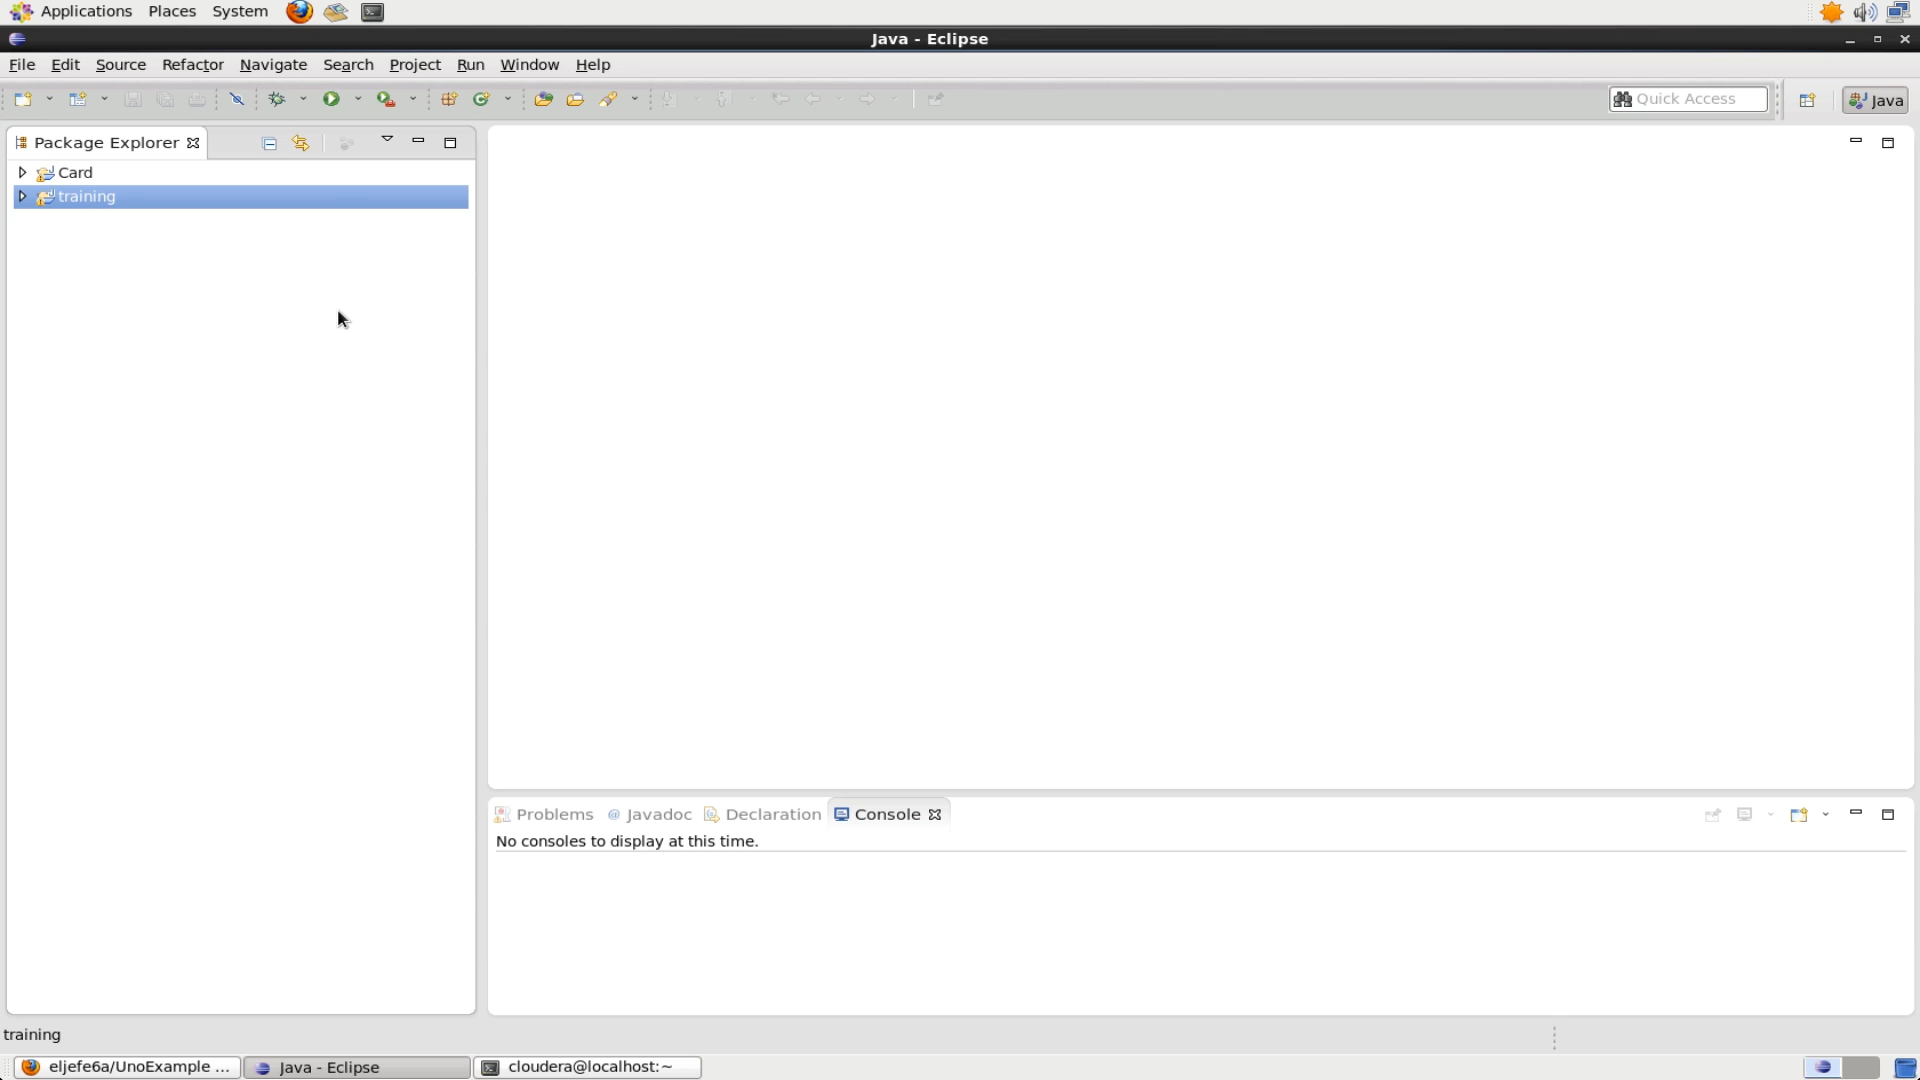 Applications Places System
Java - Eclipse
File Edit Source Refactor Navigate Search Project Run Window Help
Quick Access Java
Package Explorer
Card
training
Problems @ Javadoc Declaration Console
No consoles to display at this time.
training
eljefe6a/UnoExample ... Java - Eclipse cloudera@localhost:~